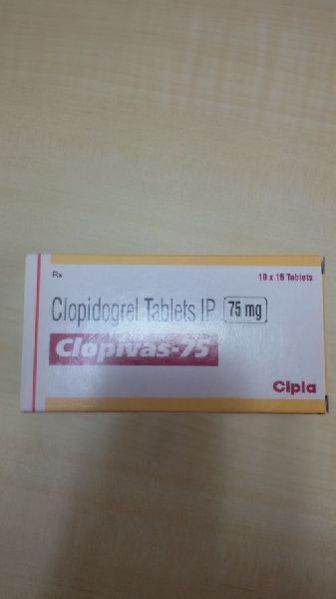 Rx
10 x 15 Tablets
Clopidogrel Tablets IP 75 mg
Clopivas-75
Cipla